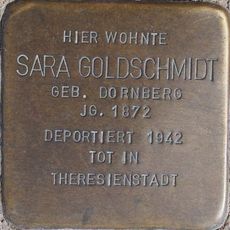 HIER WOHNTE
SARA GOLDSCHMIDT
GEB. DORNBERG
JG. 1872
DEPORTIERT 1942
TOT IN
THERESIENSTADT